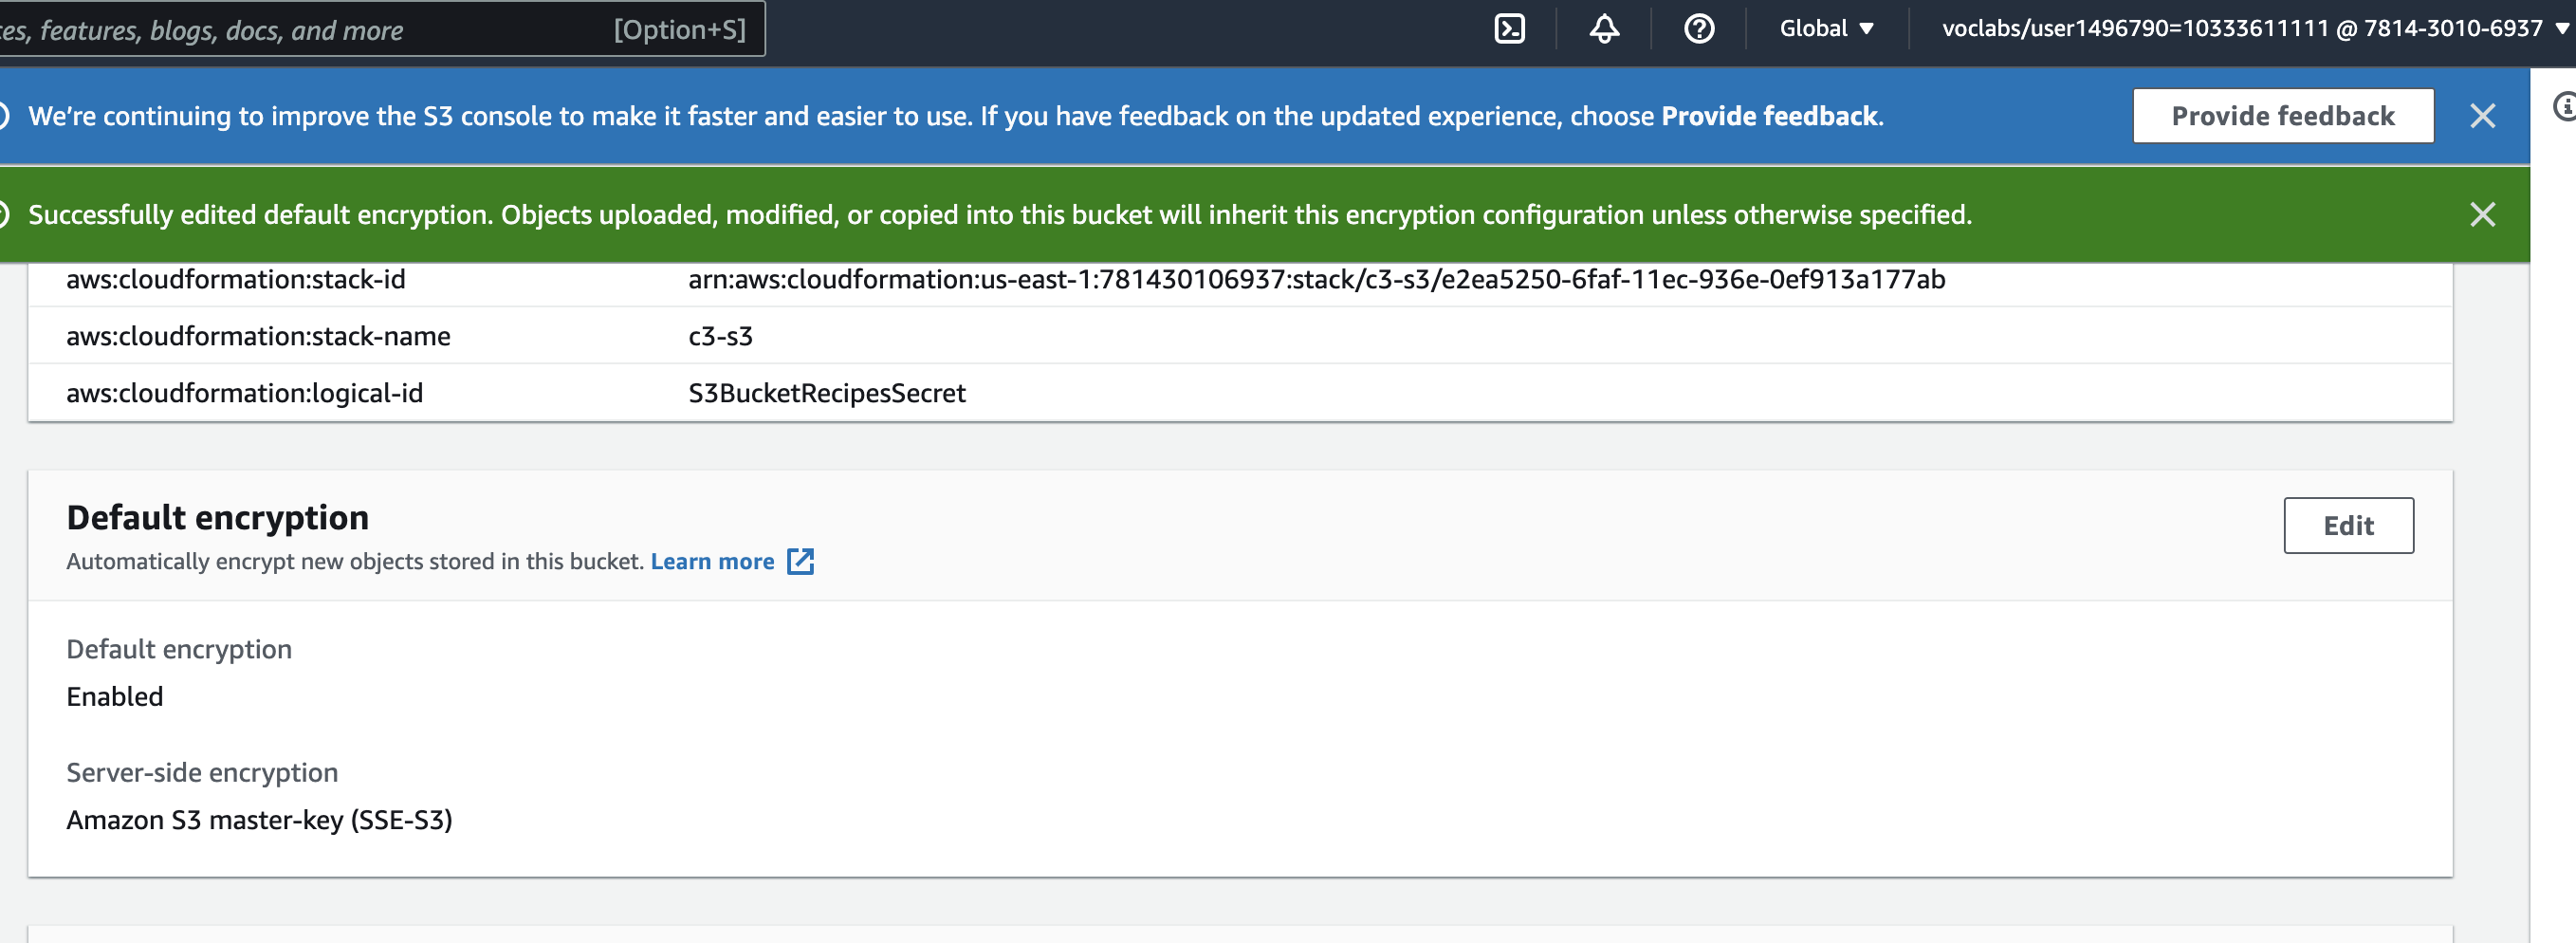 features, blogs, docs, and more [Option+S] Global voclabs/user1496790=10333611111 @ 7814-3010-6937
We're continuing to improve the S3 console to make it faster and easier to use. If you have feedback on the updated experience, choose Provide feedback. Provide feedback
Successfully edited default encryption. Objects uploaded, modified, or copied into this bucket will inherit this encryption configuration unless otherwise specified.
aws:cloudformation:stack-id arn:aws:cloudformation:us-east-1:781430106937:stack/c3-s3/e2ea5250-6faf-11ec-936e-0ef913a177ab
aws:cloudformation:stack-name c3-s3
aws:cloudformation:logical-id S3BucketRecipesSecret
Default encryption Edit
Automatically encrypt new objects stored in this bucket. Learn more
Default encryption
Enabled
Server-side encryption
Amazon S3 master-key (SSE-S3)